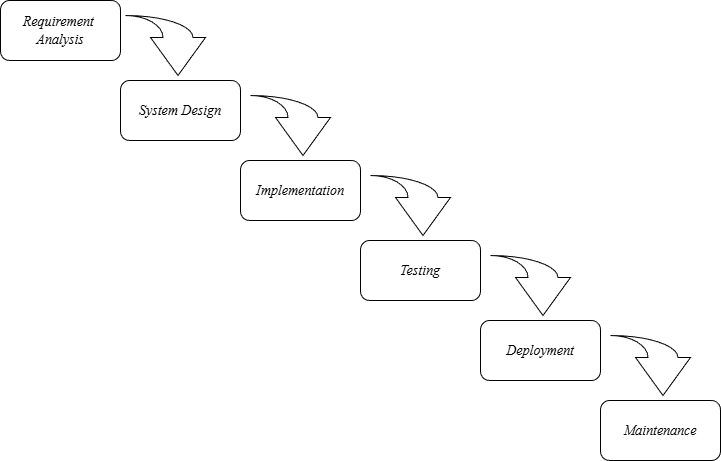 Requirement
Analysis
System Design
Implementation
Testing
Deployment
Maintenance